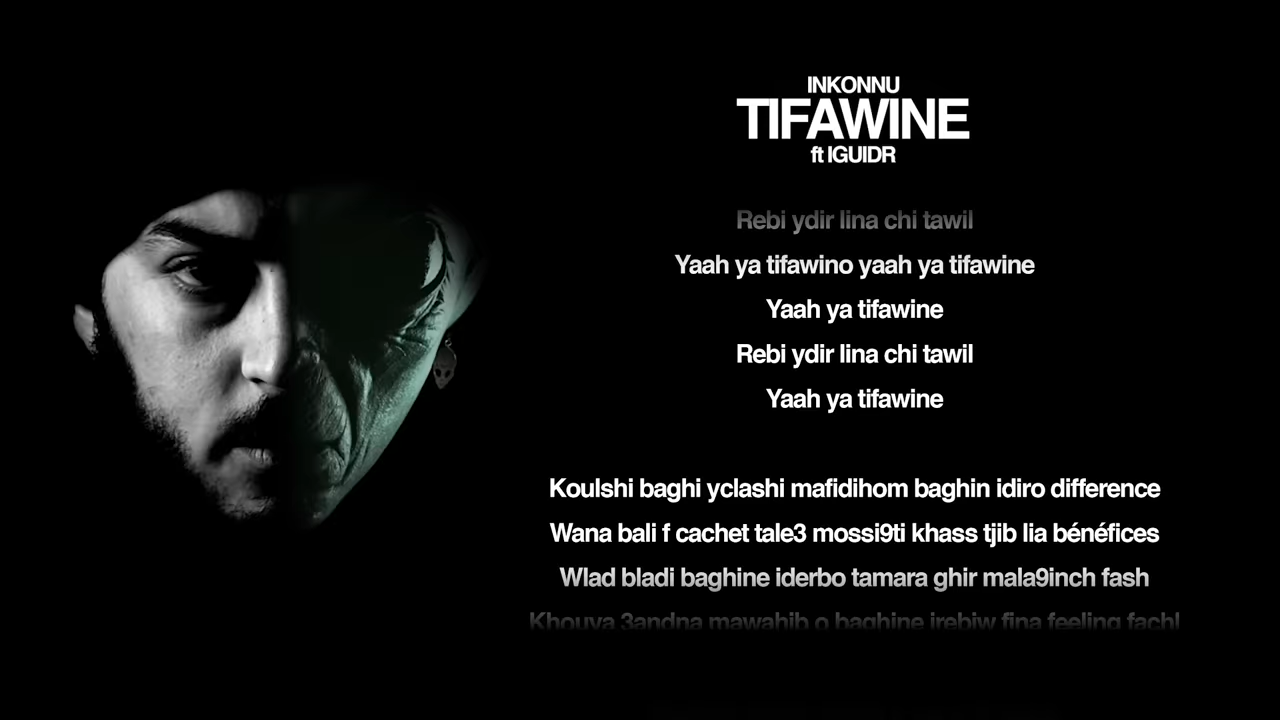 INKONNU
TIFAWINE
ft IGUIDR
Rebi ydir lina chi tawil
Yaah ya tifawino yaah ya tifawine
Yaah ya tifawine
Rebi ydir lina chi tawil
Yaah ya tifawine
Koulshi baghi yclashi mafidihom baghin idiro difference
Wana bali f cachet tale3 mossi9ti khass tjib lia bénéfices
Wlad bladi baghine iderbo tamara ghir mala9inch fash
Khouya 3andna mawahib o baghine irebiw fina feeling